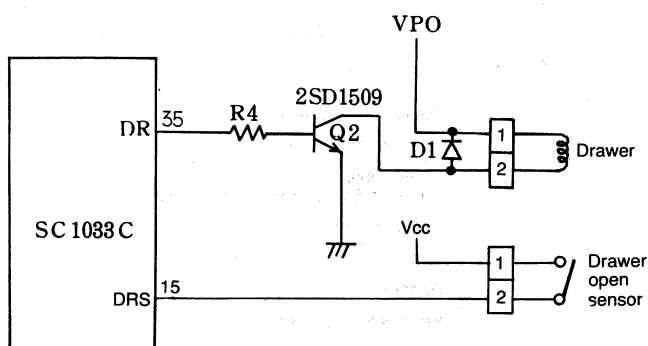 VPO
2SD1509
R4
DR
35
Q2
D1
1
2
Drawer
SC1033C
Vcc
1
2
Drawer
open
sensor
DRS
15